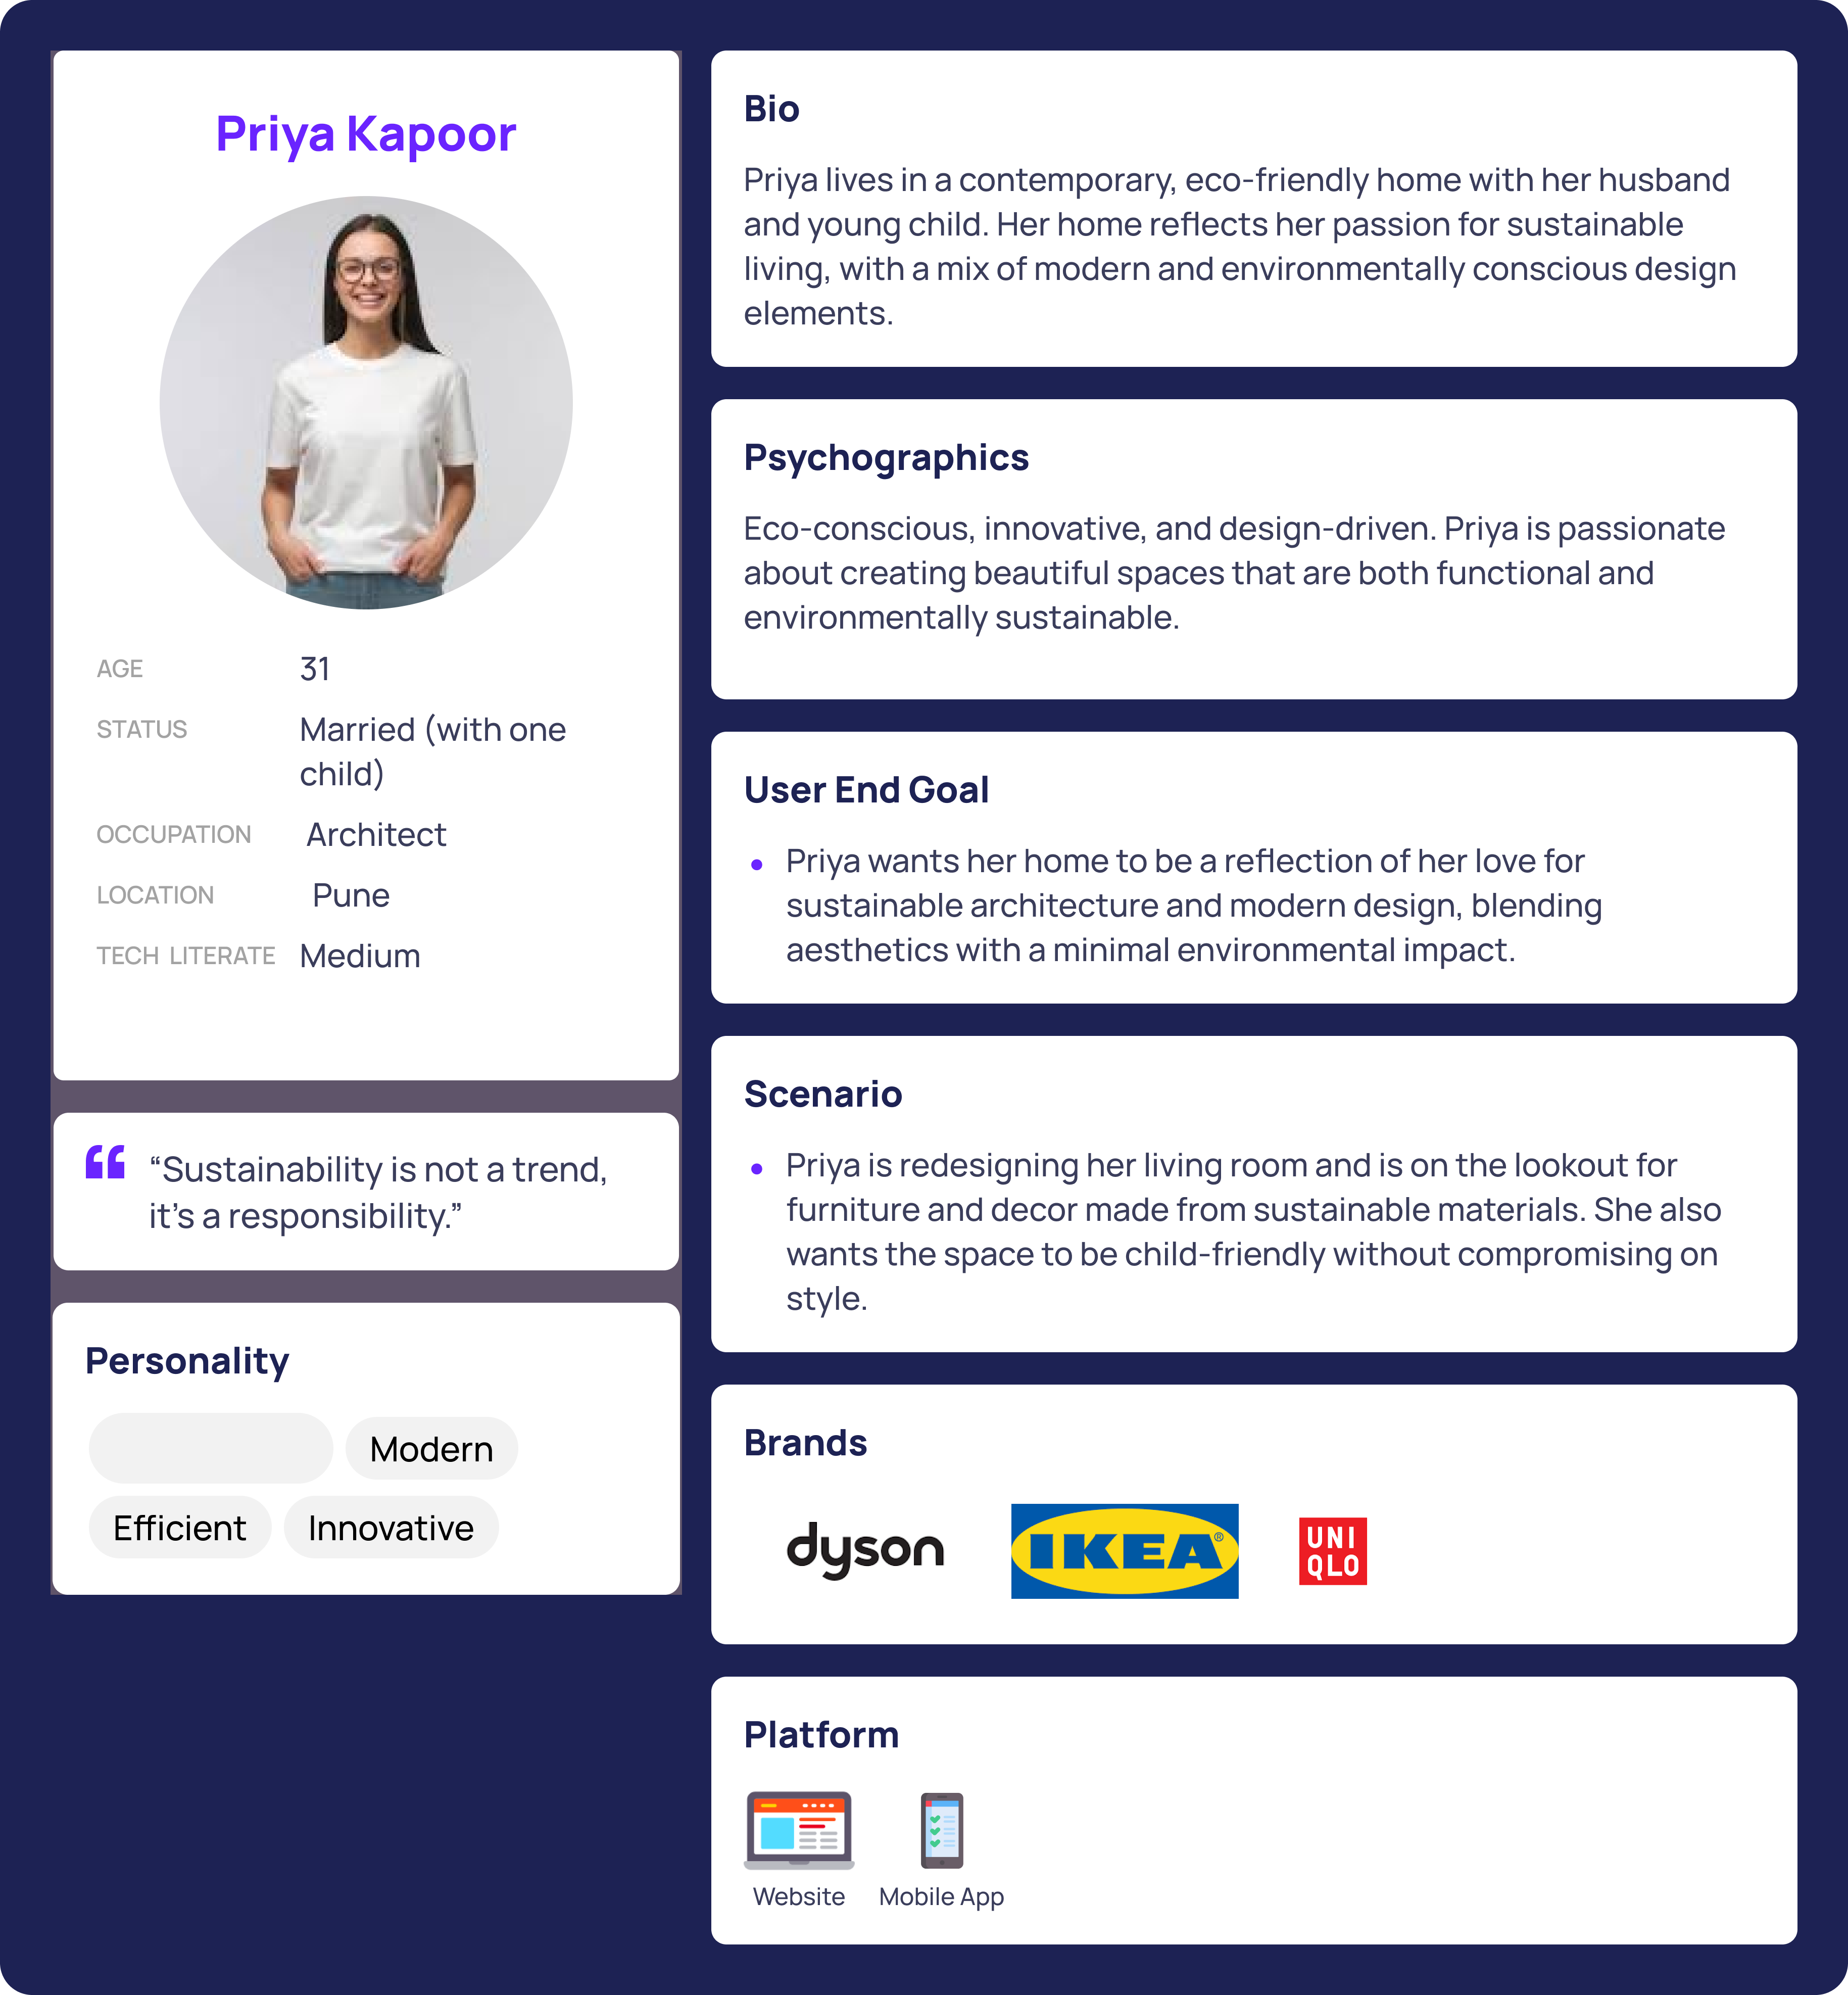 Priya Kapoor
AGE 31
STATUS Married (with one
child)
OCCUPATION Architect
LOCATION Pune
TECH LITERATE Medium
“Sustainability is not a trend,
it’s a responsibility.”
Personality
Modern
Efficient Innovative
Bio
Priya lives in a contemporary, eco-friendly home with her husband
and young child. Her home reflects her passion for sustainable
living, with a mix of modern and environmentally conscious design
elements.
Psychographics
Eco-conscious, innovative, and design-driven. Priya is passionate
about creating beautiful spaces that are both functional and
environmentally sustainable.
User End Goal
• Priya wants her home to be a reflection of her love for
sustainable architecture and modern design, blending
aesthetics with a minimal environmental impact.
Scenario
• Priya is redesigning her living room and is on the lookout for
furniture and decor made from sustainable materials. She also
wants the space to be child-friendly without compromising on
style.
Brands
dyson IKEA® UNI
QLO
Platform
Website Mobile App